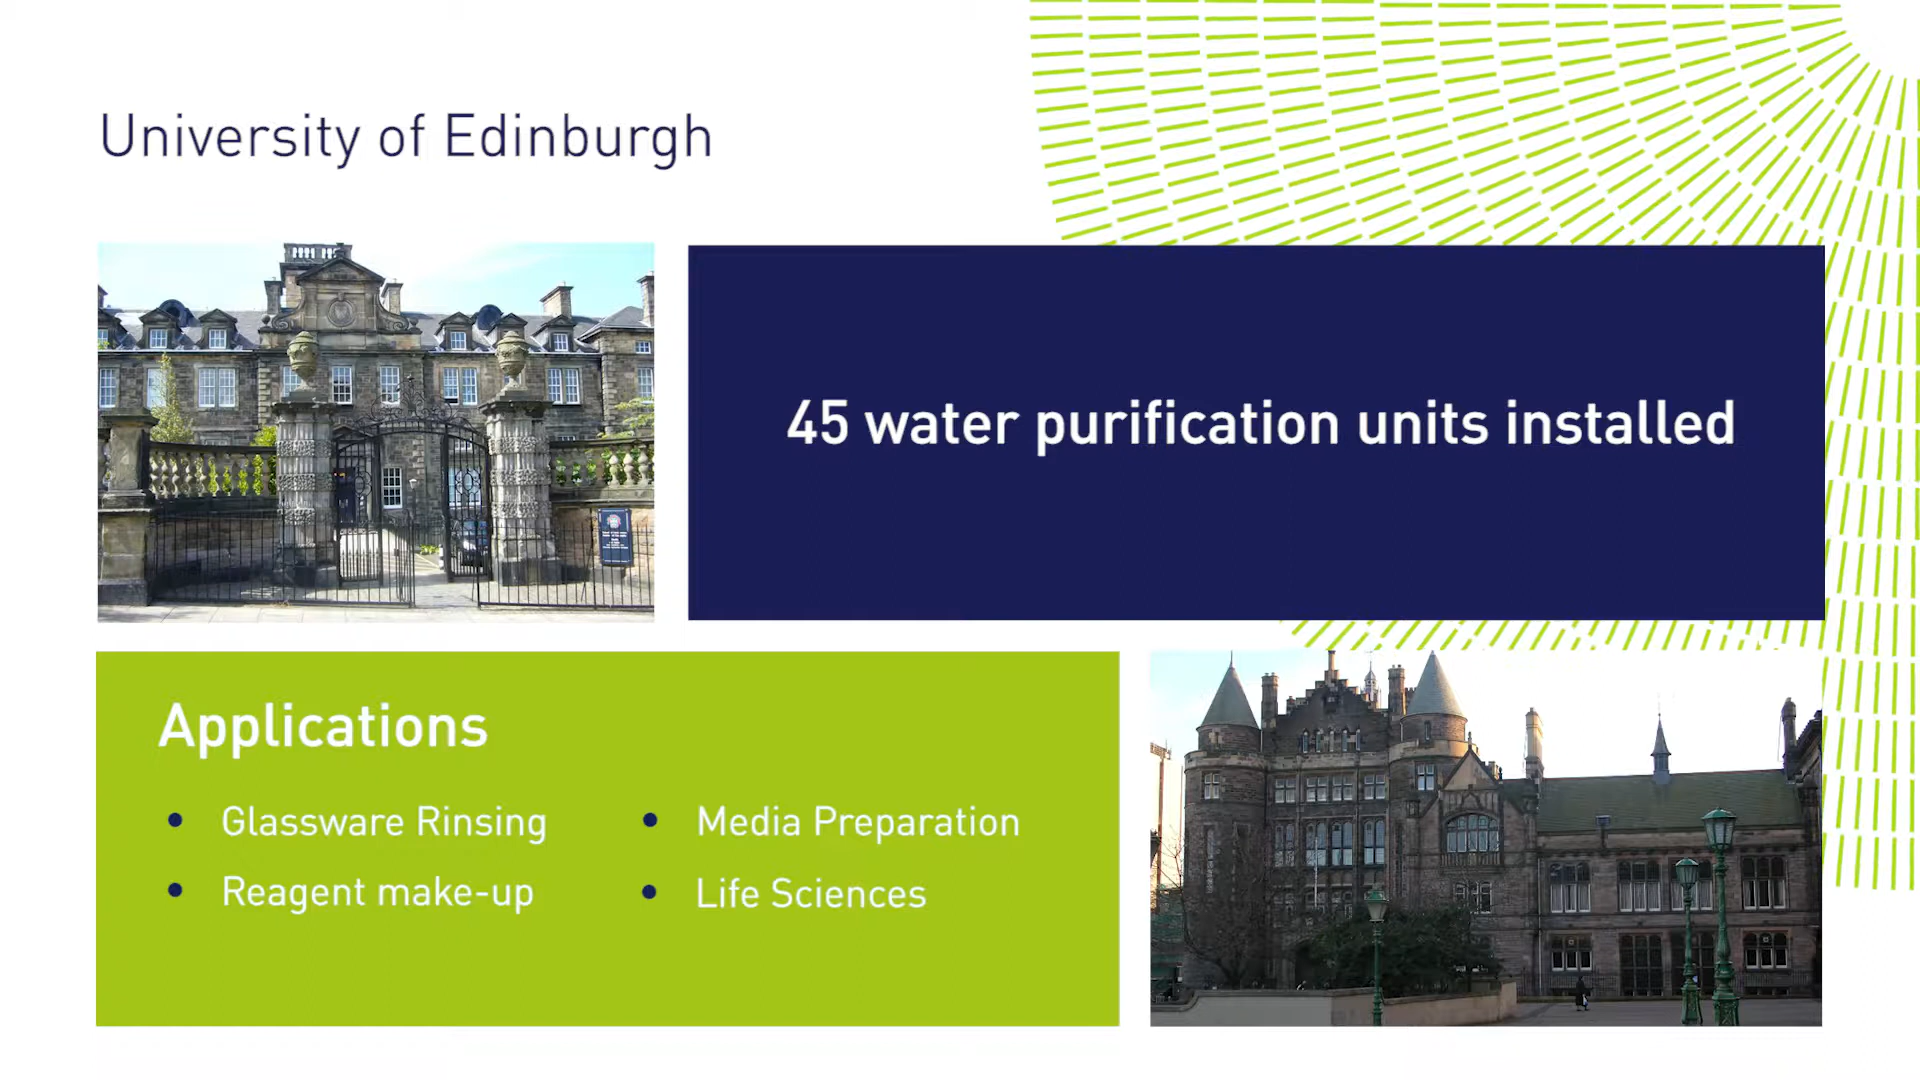 University of Edinburgh
45 water purification units installed
Applications
• Glassware Rinsing
• Reagent make-up
• Media Preparation
• Life Sciences